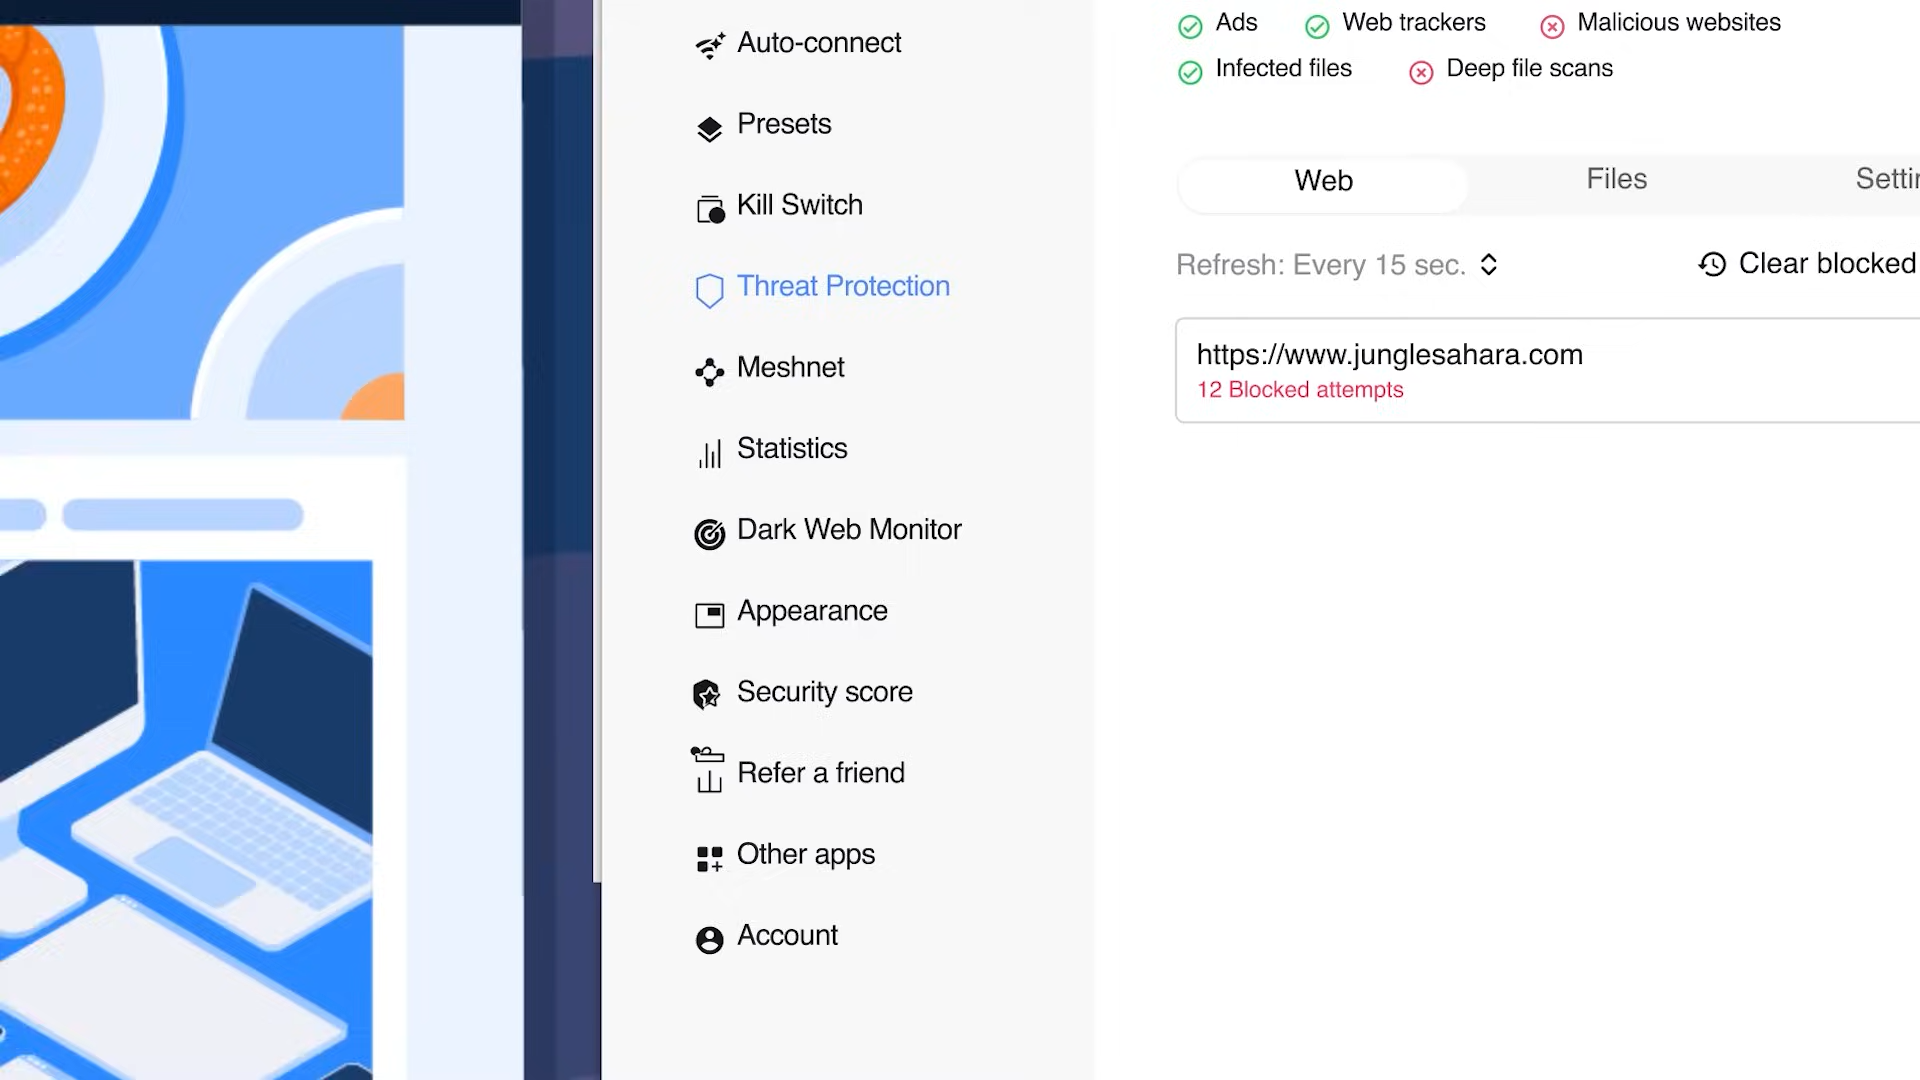 Auto-connect
Presets
Kill Switch
Threat Protection
Meshnet
Statistics
Dark Web Monitor
Appearance
Security score
Refer a friend
Other apps
Account
Ads Web trackers Malicious websites
Infected files Deep file scans
Web Files Settin
Refresh: Every 15 sec. Clear blocked
https://www.junglesahara.com
12 Blocked attempts